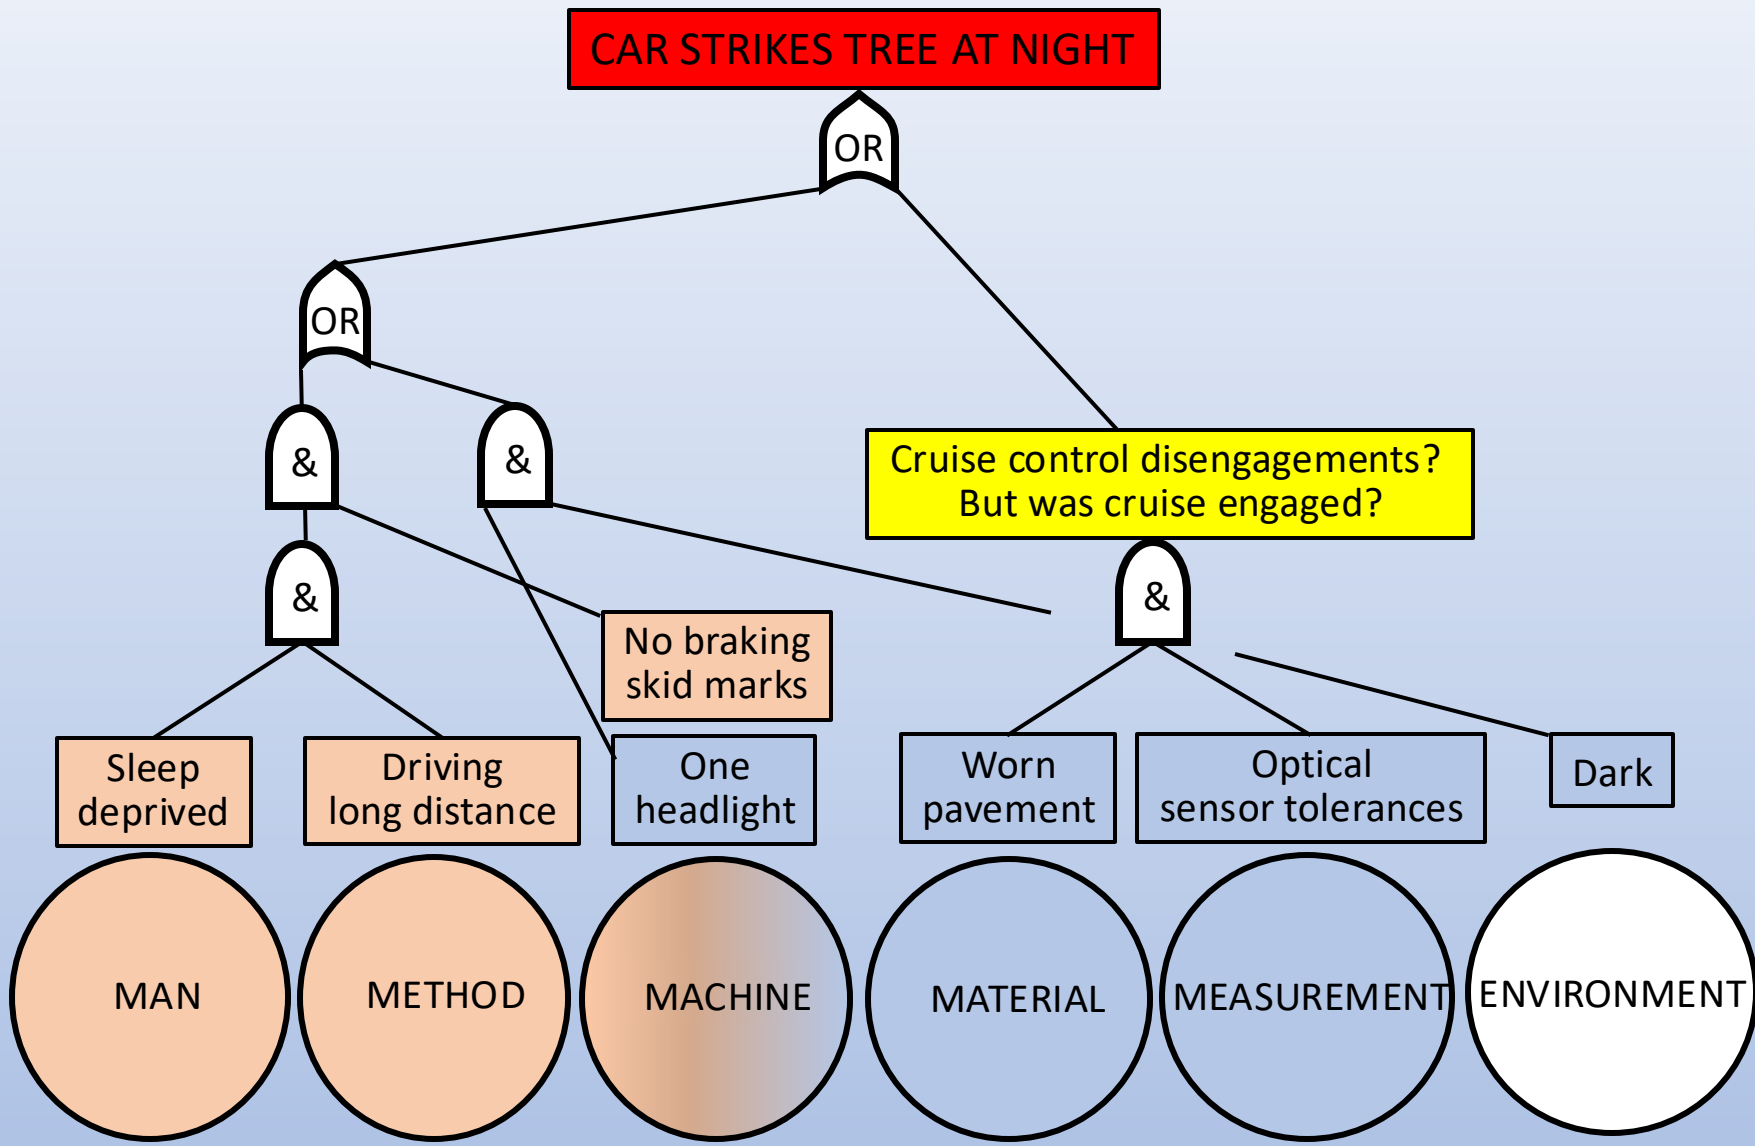 CAR STRIKES TREE AT NIGHT
OR
OR
&
&
Cruise control disengagements?
But was cruise engaged?
&
&
No braking
skid marks
Sleep
deprived
Driving
long distance
One
headlight
Worn
pavement
Optical
sensor tolerances
Dark
MAN
METHOD
MACHINE
MATERIAL
MEASUREMENT
ENVIRONMENT